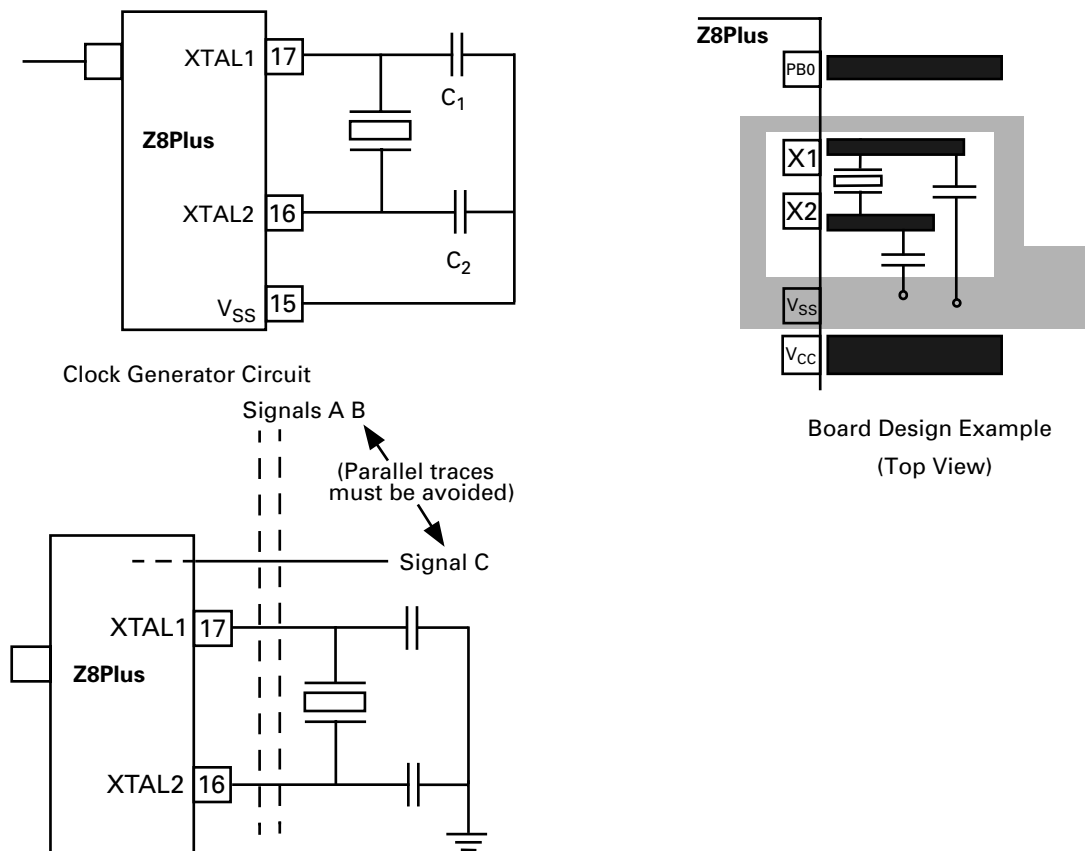 XTAL1 17
C1
Z8Plus
XTAL2 16
C2
VSS 15
Clock Generator Circuit
Z8Plus
PB0
X1
X2
VSS
VCC
Board Design Example
(Top View)
Signals A B
(Parallel traces
must be avoided)
Signal C
XTAL1 17
Z8Plus
XTAL2 16